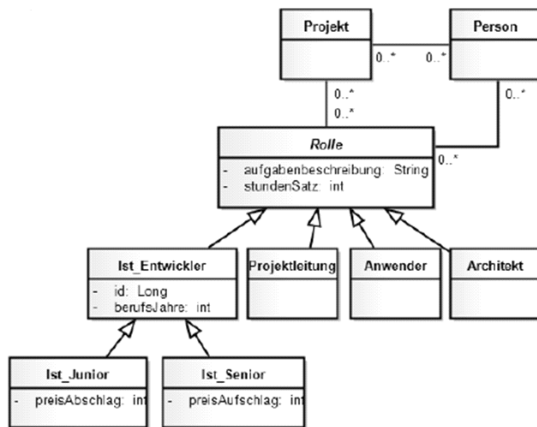 Projekt
Person
0..*
0..*
0..*
0..*
0..*
0..*
Rolle
- aufgabenbeschreibung: String
- stundenSatz: int
Ist_Entwickler
- id: Long
- berufsJahre: int
Projektleitung
Anwender
Architekt
Ist_Junior
- preisAbschlag: int
Ist_Senior
- preisAufschlag: int